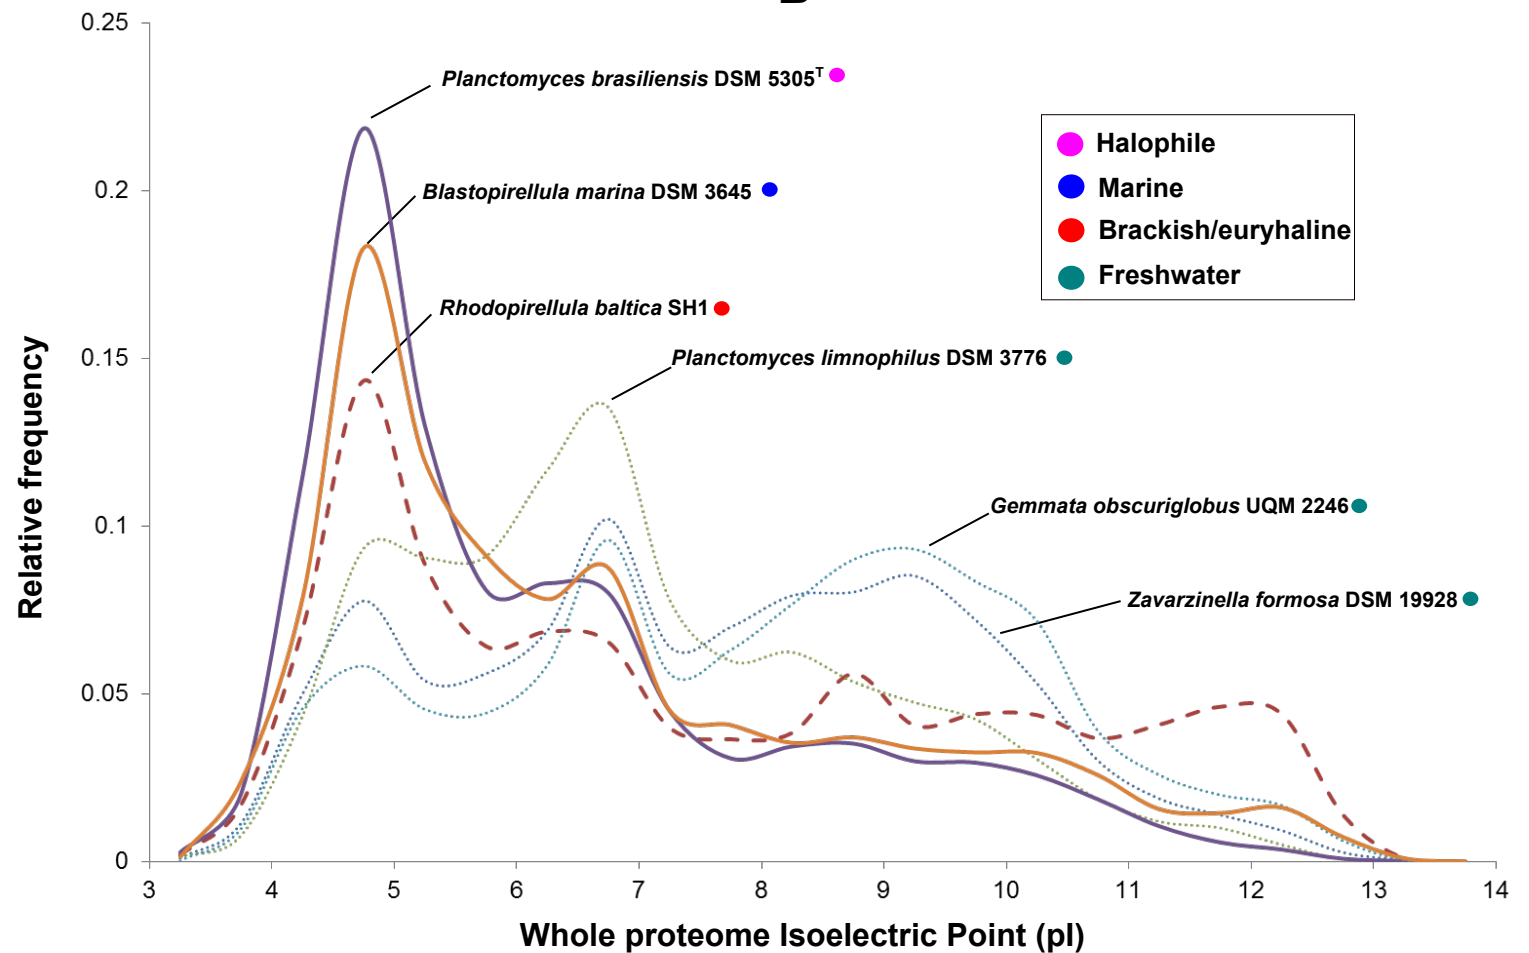 B
0.25
0.2
0.15
0.1
0.05
0
Relative frequency
Planctomyces brasiliensis DSM 5305ᵀ
Blastopirellula marina DSM 3645
Rhodopirellula baltica SH1
Planctomyces limnophilus DSM 3776
Gemmata obscuriglobus UQM 2246
Zavarzinella formosa DSM 19928
Halophile
Marine
Brackish/euryhaline
Freshwater
3 4 5 6 7 8 9 10 11 12 13 14
Whole proteome Isoelectric Point (pI)